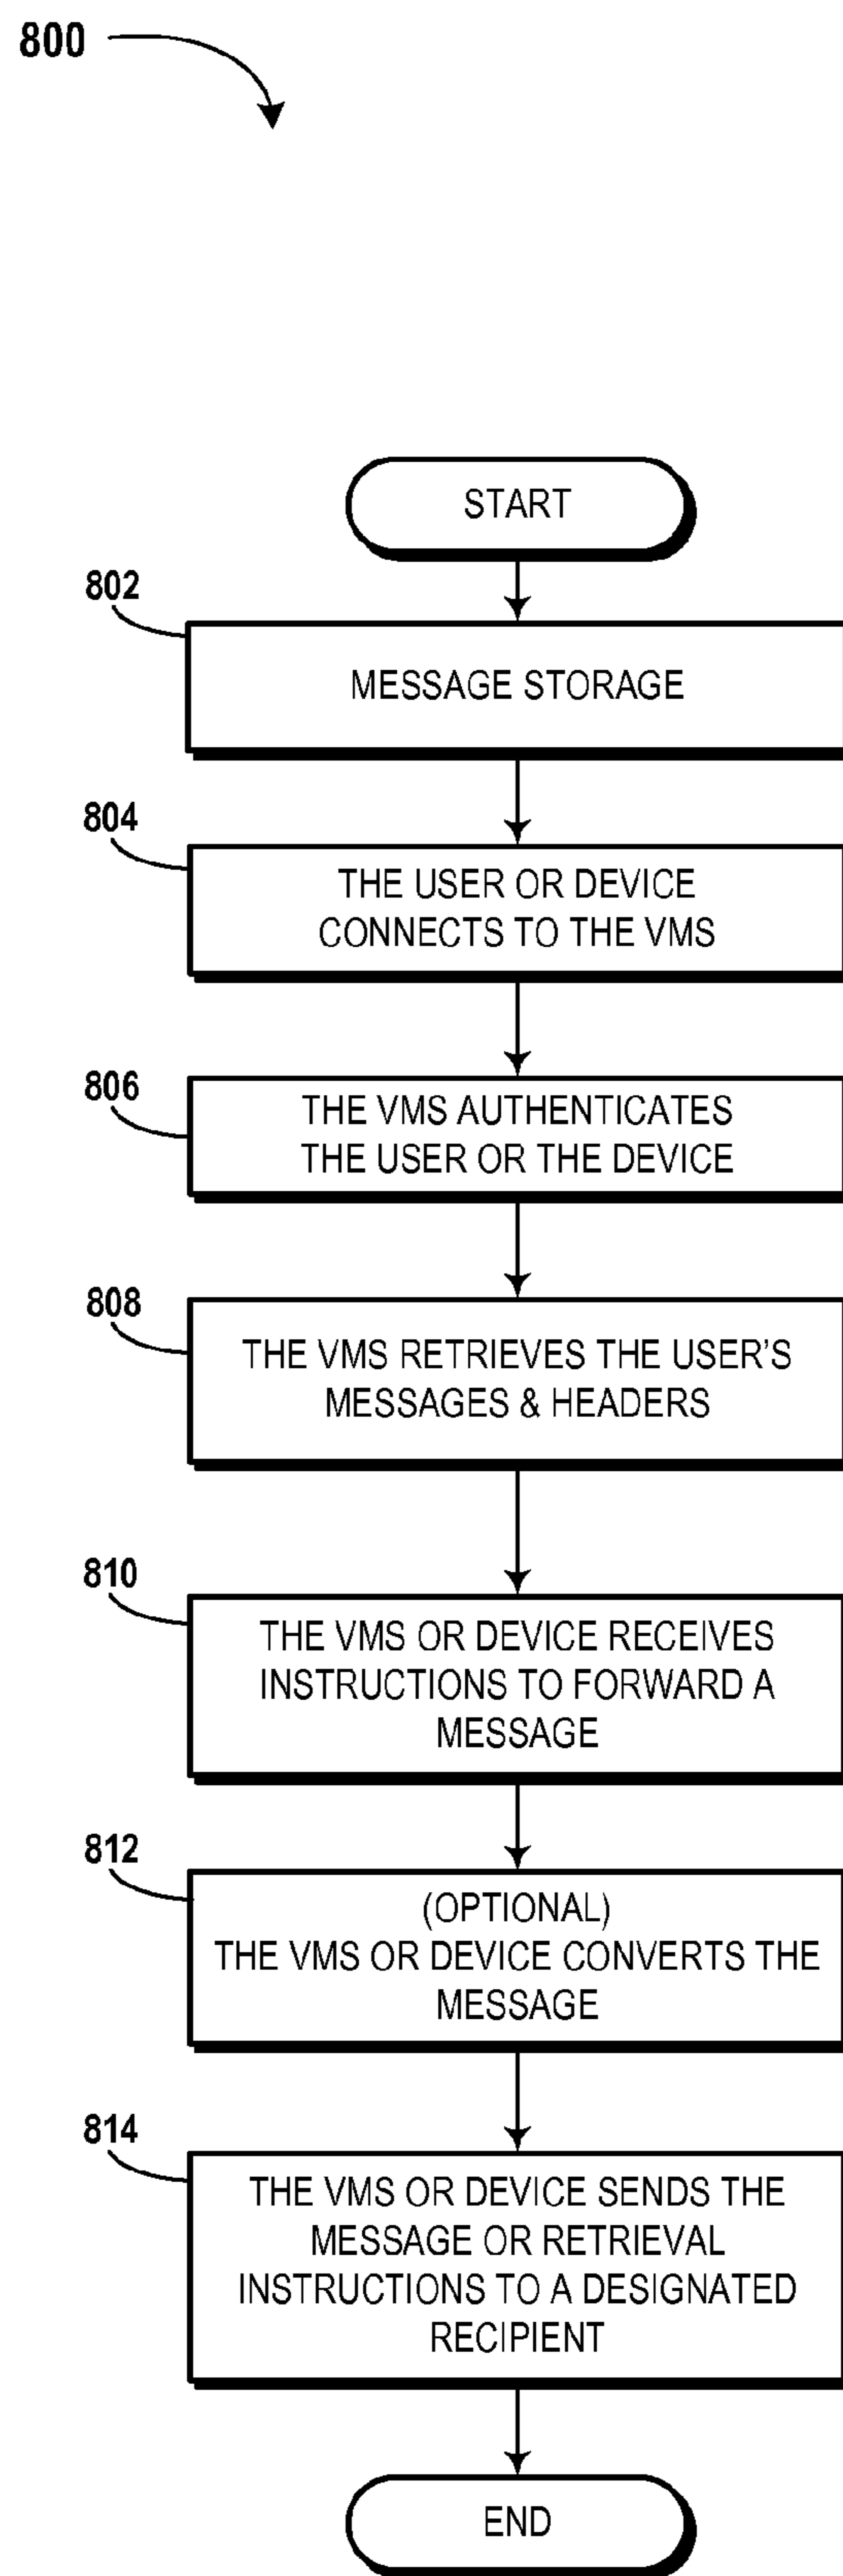 800
START
802
MESSAGE STORAGE
804
THE USER OR DEVICE
CONNECTS TO THE VMS
806
THE VMS AUTHENTICATES
THE USER OR THE DEVICE
808
THE VMS RETRIEVES THE USER'S
MESSAGES & HEADERS
810
THE VMS OR DEVICE RECEIVES
INSTRUCTIONS TO FORWARD A
MESSAGE
812
(OPTIONAL)
THE VMS OR DEVICE CONVERTS THE
MESSAGE
814
THE VMS OR DEVICE SENDS THE
MESSAGE OR RETRIEVAL
INSTRUCTIONS TO A DESIGNATED
RECIPIENT
END